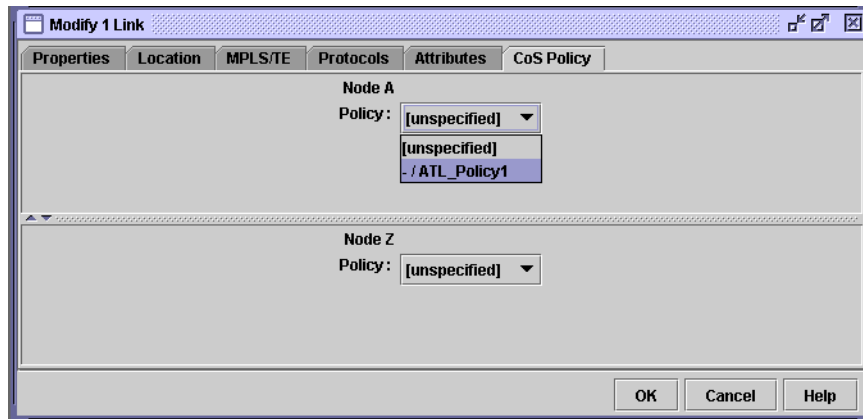 Modify 1 Link
Properties Location MPLS/TE Protocols Attributes CoS Policy
Node A
Policy : [unspecified]
[unspecified]
- / ATL_Policy1
Node Z
Policy : [unspecified]
OK Cancel Help